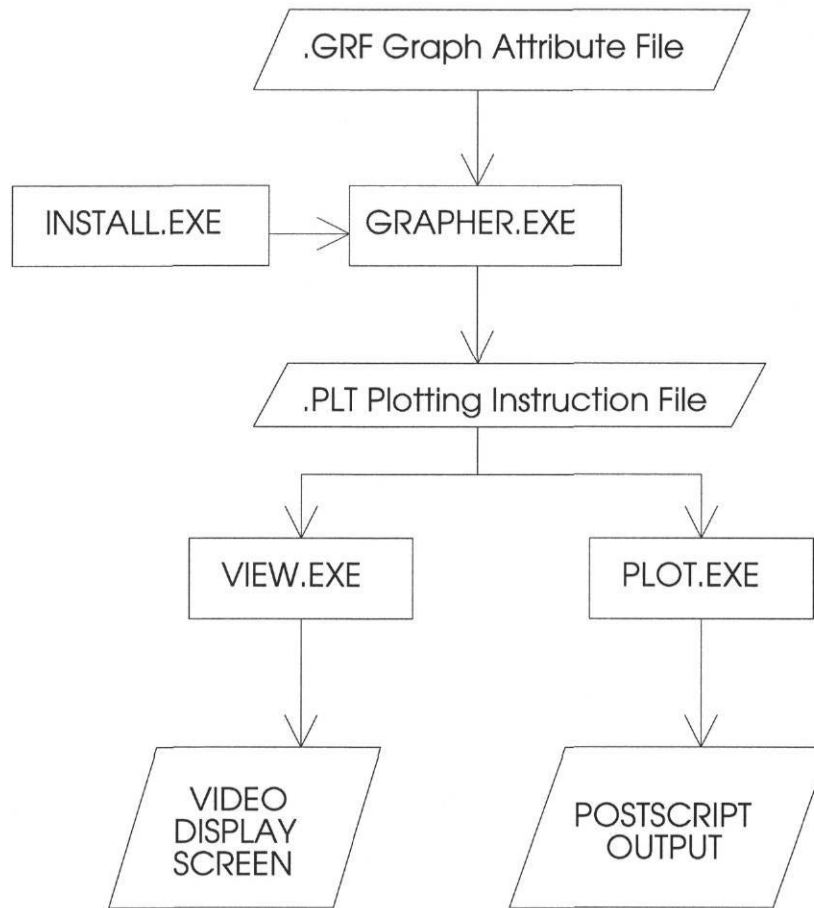 .GRF Graph Attribute File
INSTALL.EXE
GRAPHER.EXE
.PLT Plotting Instruction File
VIEW.EXE
PLOT.EXE
VIDEO
DISPLAY
SCREEN
POSTSCRIPT
OUTPUT